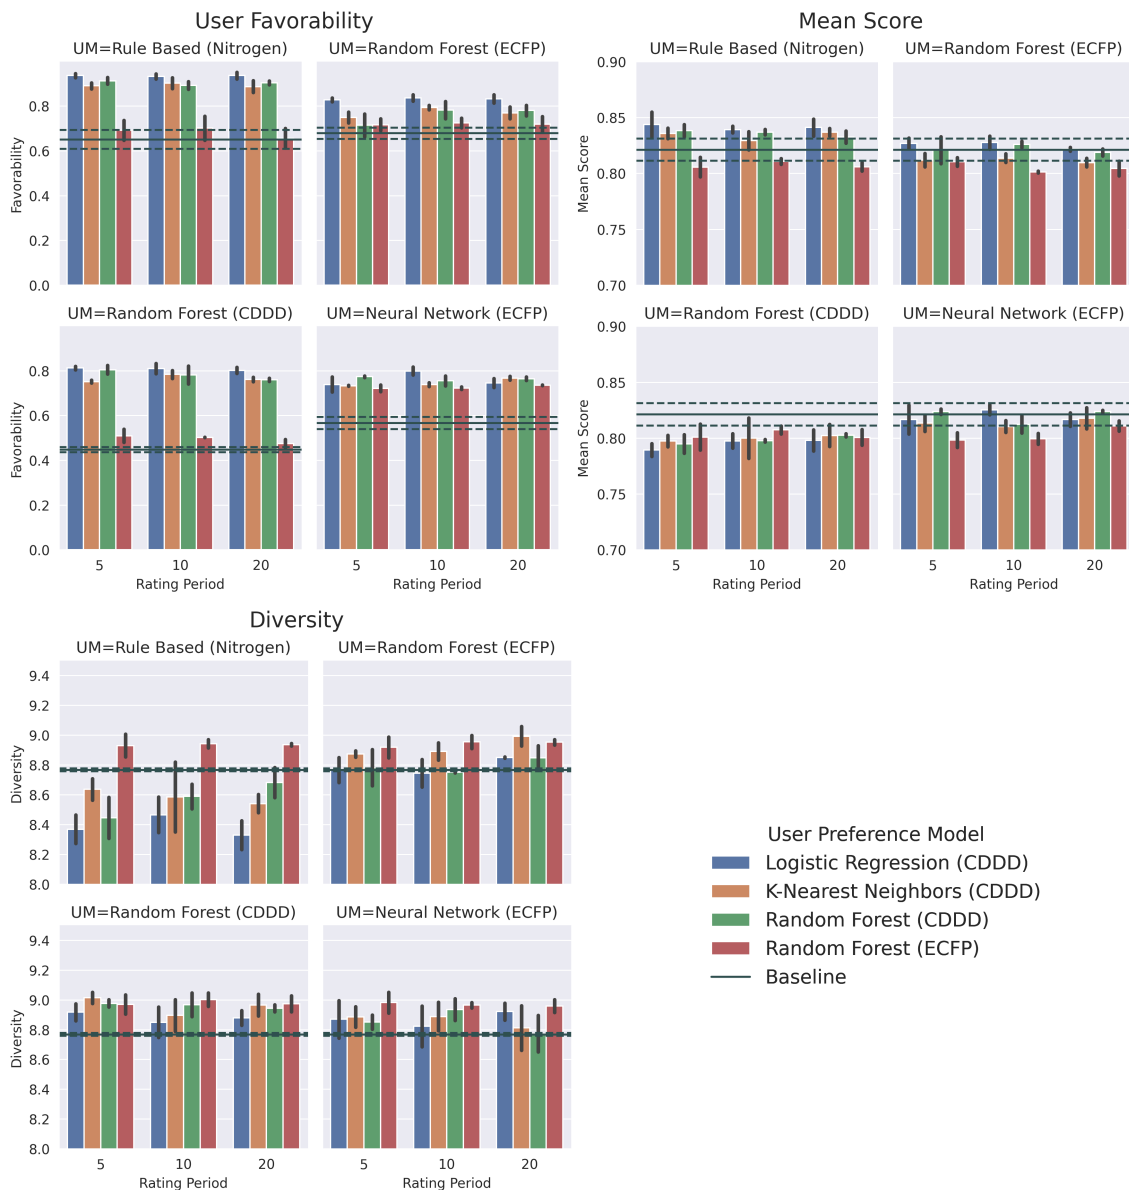 User Favorability
UM=Rule Based (Nitrogen)
UM=Random Forest (ECFP)
Favorability
0.8
0.6
0.4
0.2
0.0
UM=Random Forest (CDDD)
UM=Neural Network (ECFP)
Favorability
0.8
0.6
0.4
0.2
0.0
5
10
20
5
10
20
Rating Period
Rating Period
Mean Score
UM=Rule Based (Nitrogen)
UM=Random Forest (ECFP)
Mean Score
0.90
0.85
0.80
0.75
0.70
UM=Random Forest (CDDD)
UM=Neural Network (ECFP)
Mean Score
0.90
0.85
0.80
0.75
0.70
5
10
20
5
10
20
Rating Period
Rating Period
Diversity
UM=Rule Based (Nitrogen)
UM=Random Forest (ECFP)
Diversity
9.4
9.2
9.0
8.8
8.6
8.4
8.2
8.0
UM=Random Forest (CDDD)
UM=Neural Network (ECFP)
Diversity
9.4
9.2
9.0
8.8
8.6
8.4
8.2
8.0
5
10
20
5
10
20
Rating Period
Rating Period
User Preference Model
Logistic Regression (CDDD)
K-Nearest Neighbors (CDDD)
Random Forest (CDDD)
Random Forest (ECFP)
Baseline